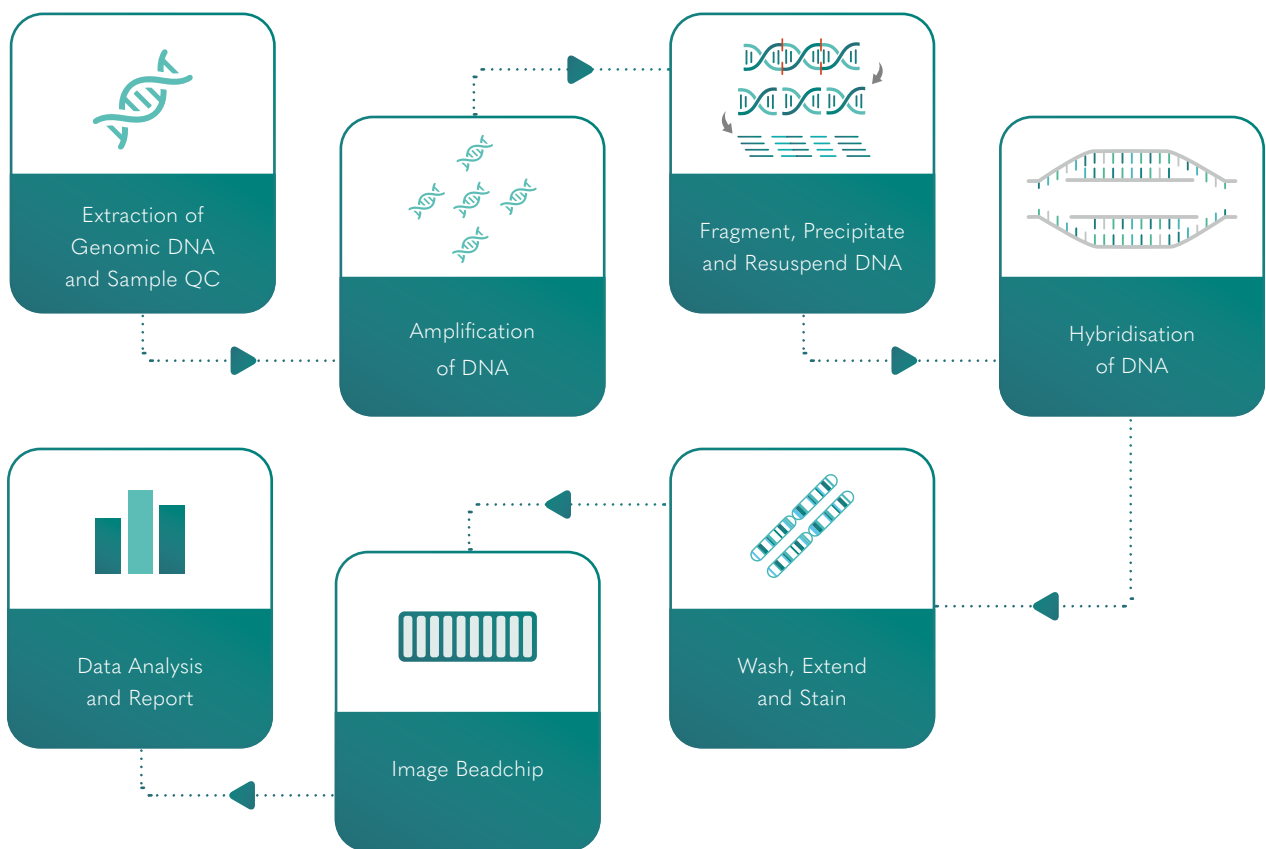 Extraction of
Genomic DNA
and Sample QC
Amplification
of DNA
Fragment, Precipitate
and Resuspend DNA
Hybridisation
of DNA
Wash, Extend
and Stain
Image Beadchip
Data Analysis
and Report